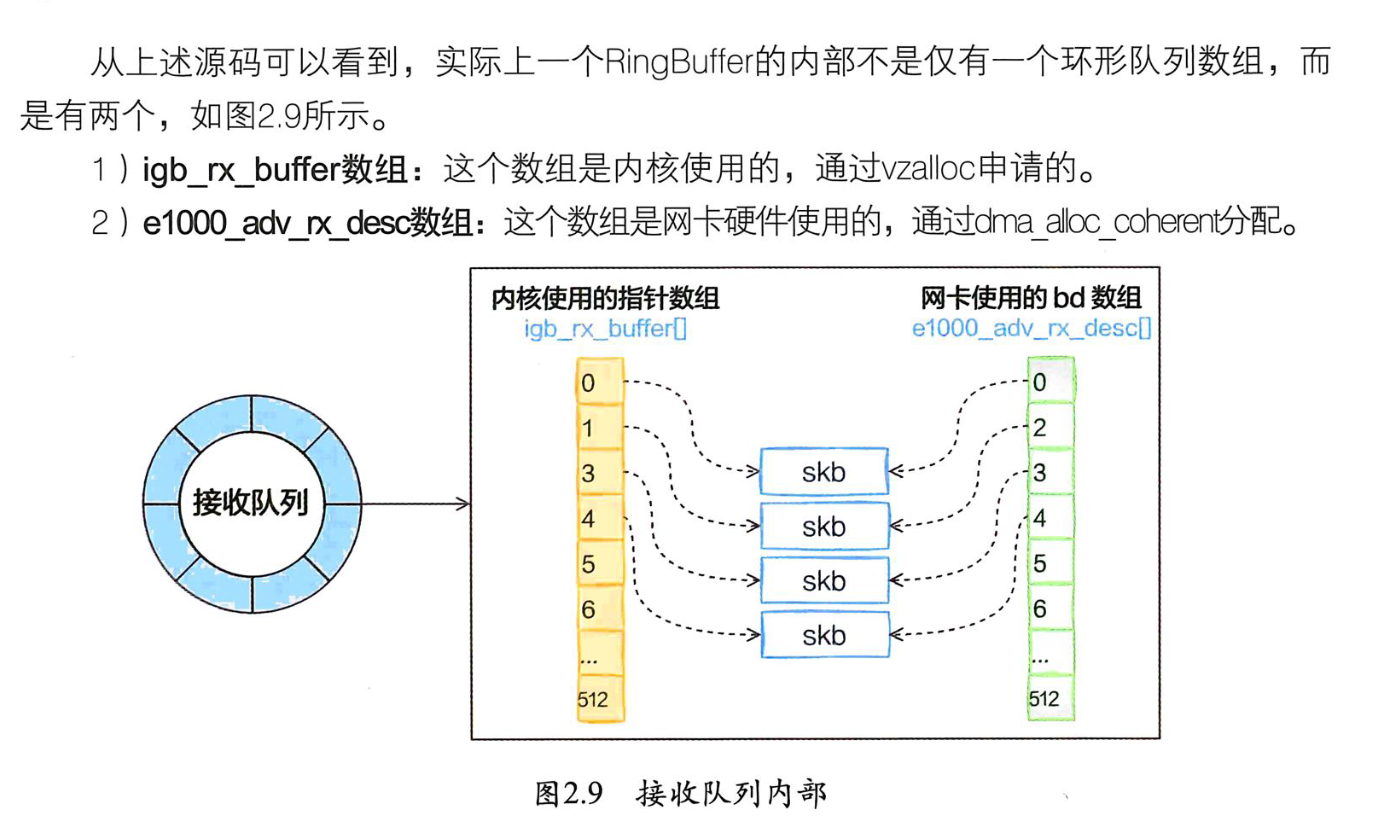 从上述源码可以看到，实际上一个RingBuffer的内部不是仅有一个环形队列数组，而
是有两个，如图2.9所示。
1）igb_rx_buffer数组：这个数组是内核使用的，通过vzalloc申请的。
2）e1000_adv_rx_desc数组：这个数组是网卡硬件使用的，通过dma_alloc_coherent分配。
内核使用的指针数组
igb_rx_buffer[]
网卡使用的 bd 数组
e1000_adv_rx_desc[]
接收队列
0
1
3
4
5
6
...
512
skb
skb
skb
skb
0
2
3
4
5
6
...
512
图2.9 接收队列内部